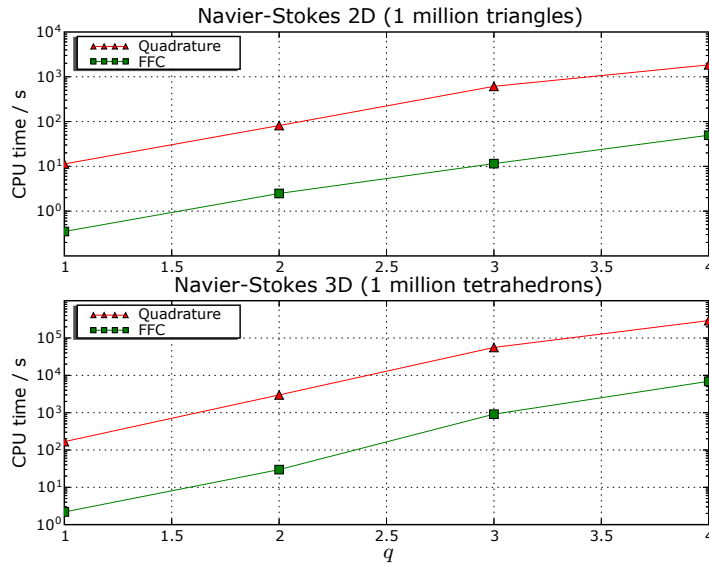 Navier-Stokes 2D (1 million triangles)
Quadrature
FFC
CPU time / s
10^4
10^3
10^2
10^1
10^0
1 1.5 2 2.5 3 3.5 4
Navier-Stokes 3D (1 million tetrahedrons)
Quadrature
FFC
CPU time / s
10^5
10^4
10^3
10^2
10^1
10^0
1 1.5 2 2.5 3 3.5 4
q